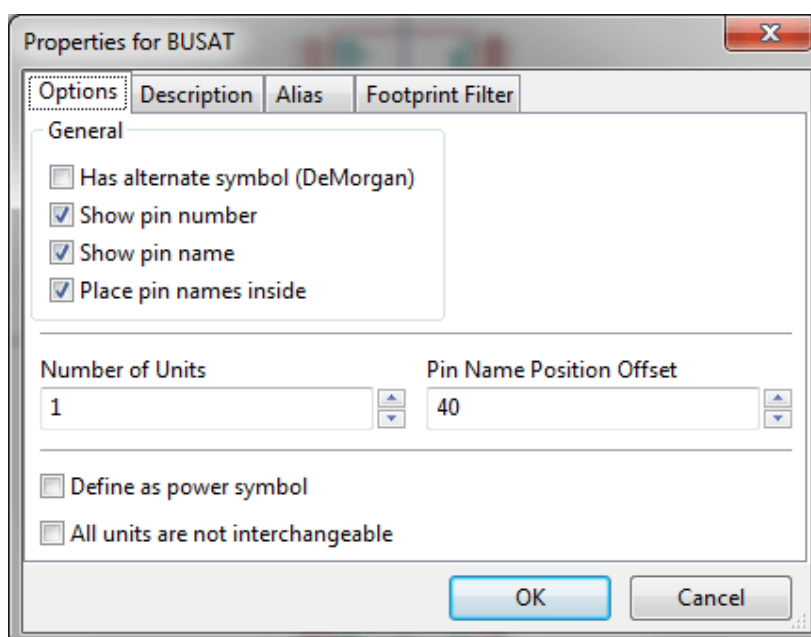 Properties for BUSAT
Options Description Alias Footprint Filter
General
Has alternate symbol (DeMorgan)
Show pin number
Show pin name
Place pin names inside
Number of Units Pin Name Position Offset
1 40
Define as power symbol
All units are not interchangeable
OK Cancel